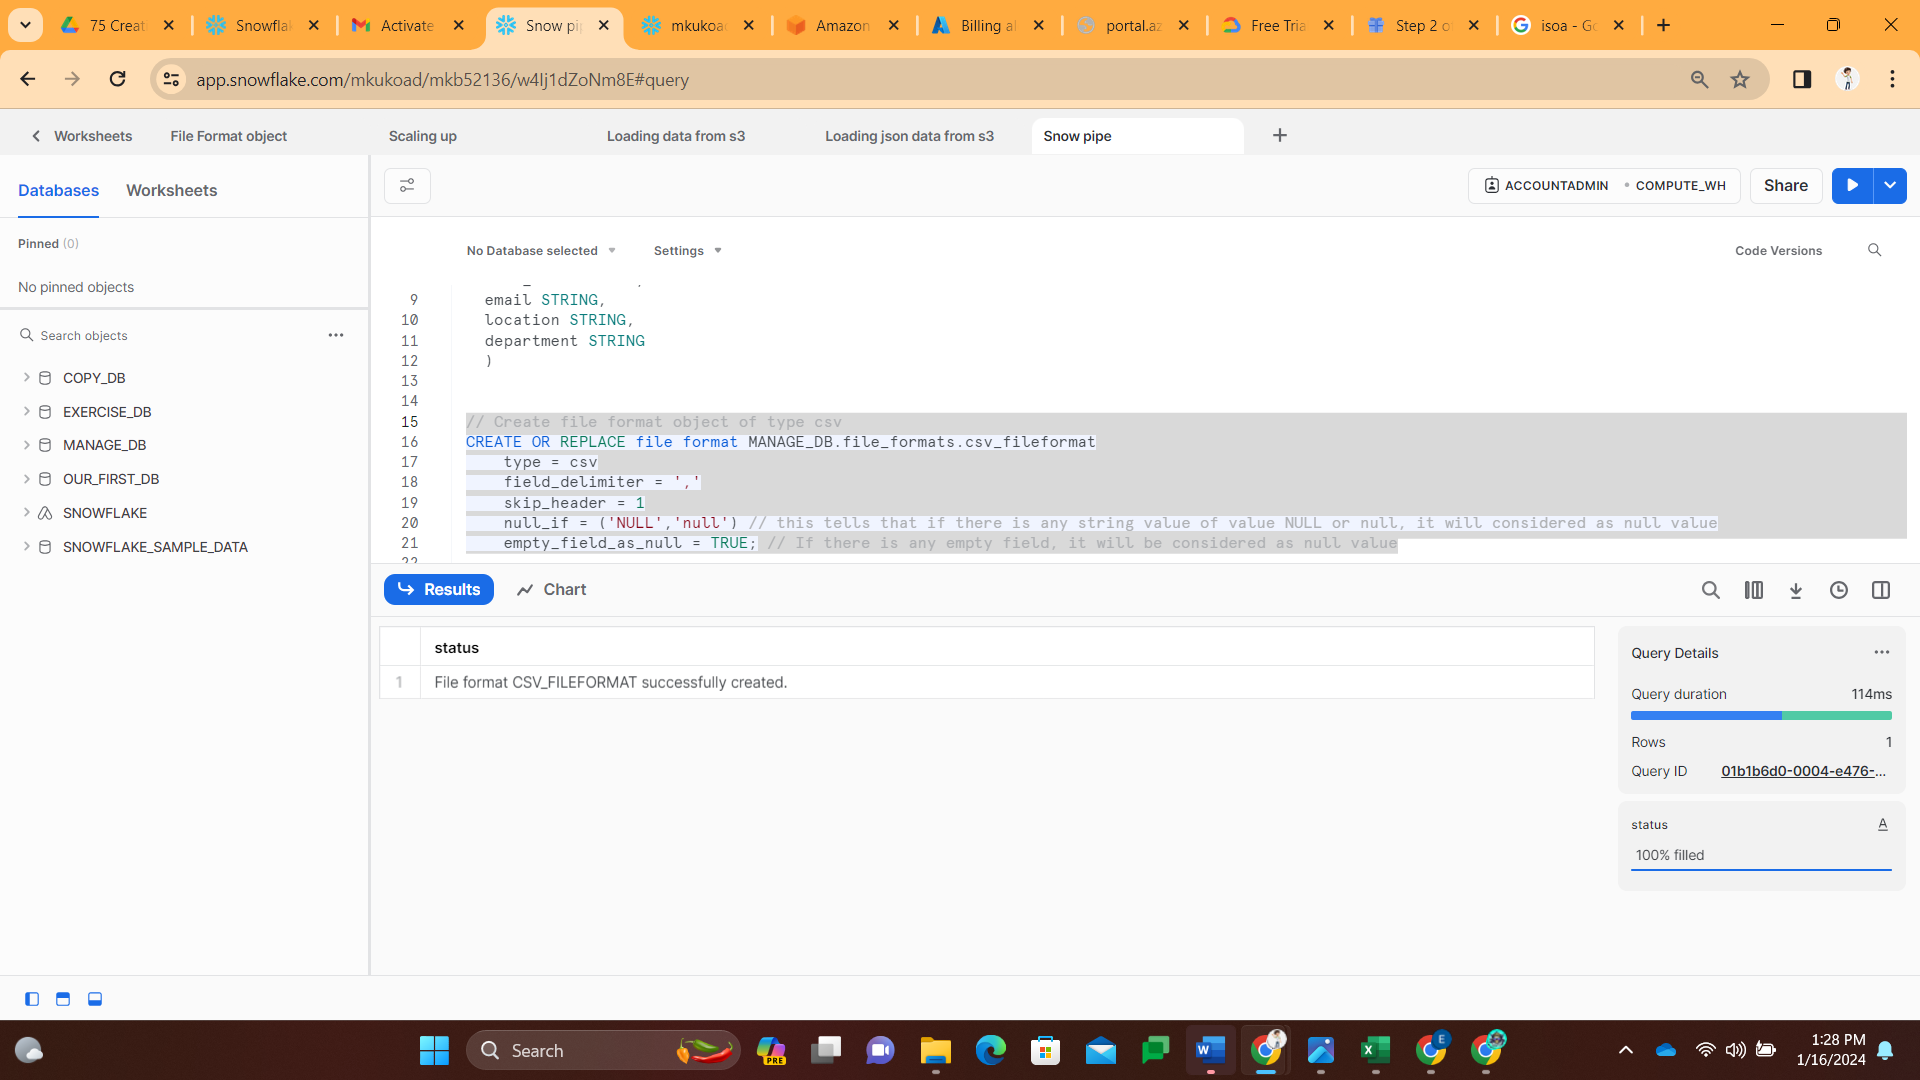 75 Creat
Snowflak
Activate
Snow pi
mkukoad
Amazon
Billing al
portal.az
Free Tria
Step 2 o
isoa - Go
app.snowflake.com/mkukoad/mkb52136/w4Ij1dZoNm8E#query
Worksheets
File Format object
Scaling up
Loading data from s3
Loading json data from s3
Snow pipe
Databases
Worksheets
ACCOUNTADMIN
COMPUTE_WH
Share
Pinned (0)
No pinned objects
No Database selected
Settings
Code Versions
Search objects
COPY_DB
EXERCISE_DB
MANAGE_DB
OUR_FIRST_DB
SNOWFLAKE
SNOWFLAKE_SAMPLE_DATA
9 email STRING,
10 location STRING,
11 department STRING
12 )
13
14
15 // Create file format object of type csv
16 CREATE OR REPLACE file format MANAGE_DB.file_formats.csv_fileformat
17 type = csv
18 field_delimiter = ','
19 skip_header = 1
20 null_if = ('NULL','null') // this tells that if there is any string value of value NULL or null, it will considered as null value
21 empty_field_as_null = TRUE; // If there is any empty field, it will be considered as null value
22
Results
Chart
status
1 File format CSV_FILEFORMAT successfully created.
Query Details
Query duration 114ms
Rows 1
Query ID 01b1b6d0-0004-e476-...
status
A
100% filled
Search
PRE
E
1:28 PM
1/16/2024